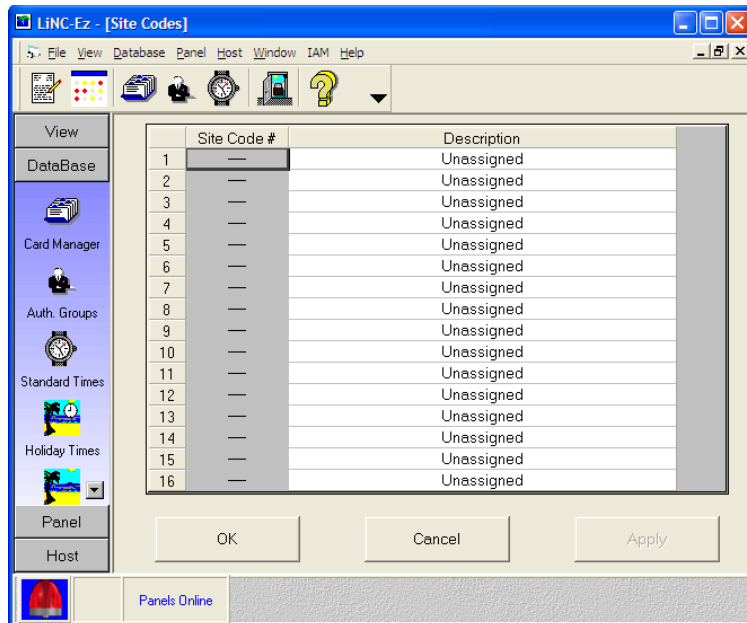 LiNC-Ez - [Site Codes]
File View Database Panel Host Window IAM Help
View
DataBase
Card Manager
Auth. Groups
Standard Times
Holiday Times
Panel
Host
Site Code # Description
1 — Unassigned
2 — Unassigned
3 — Unassigned
4 — Unassigned
5 — Unassigned
6 — Unassigned
7 — Unassigned
8 — Unassigned
9 — Unassigned
10 — Unassigned
11 — Unassigned
12 — Unassigned
13 — Unassigned
14 — Unassigned
15 — Unassigned
16 — Unassigned
OK Cancel Apply
Panels Online